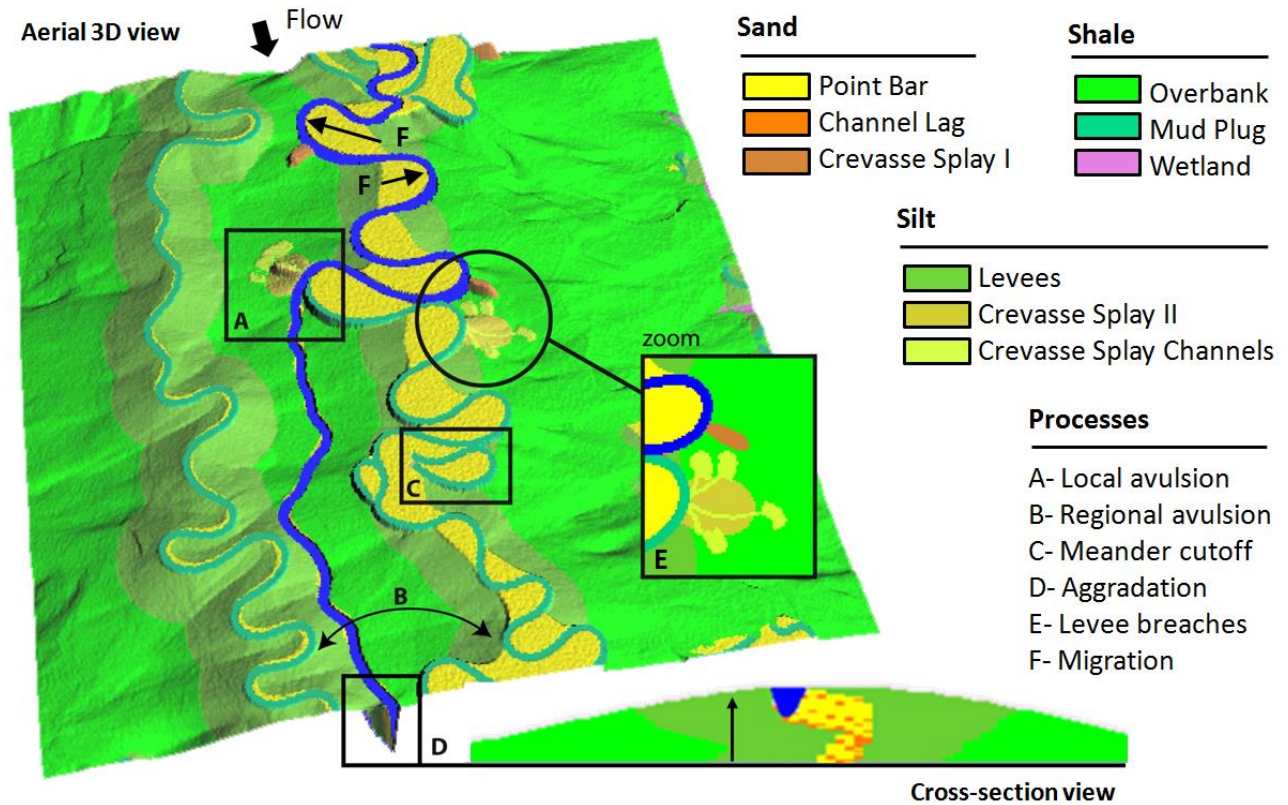 Aerial 3D view
Flow
F
F
A
B
C
D
zoom
E
Cross-section view
Sand
Point Bar
Channel Lag
Crevasse Splay I
Shale
Overbank
Mud Plug
Wetland
Silt
Levees
Crevasse Splay II
Crevasse Splay Channels
Processes
A- Local avulsion
B- Regional avulsion
C- Meander cutoff
D- Aggradation
E- Levee breaches
F- Migration